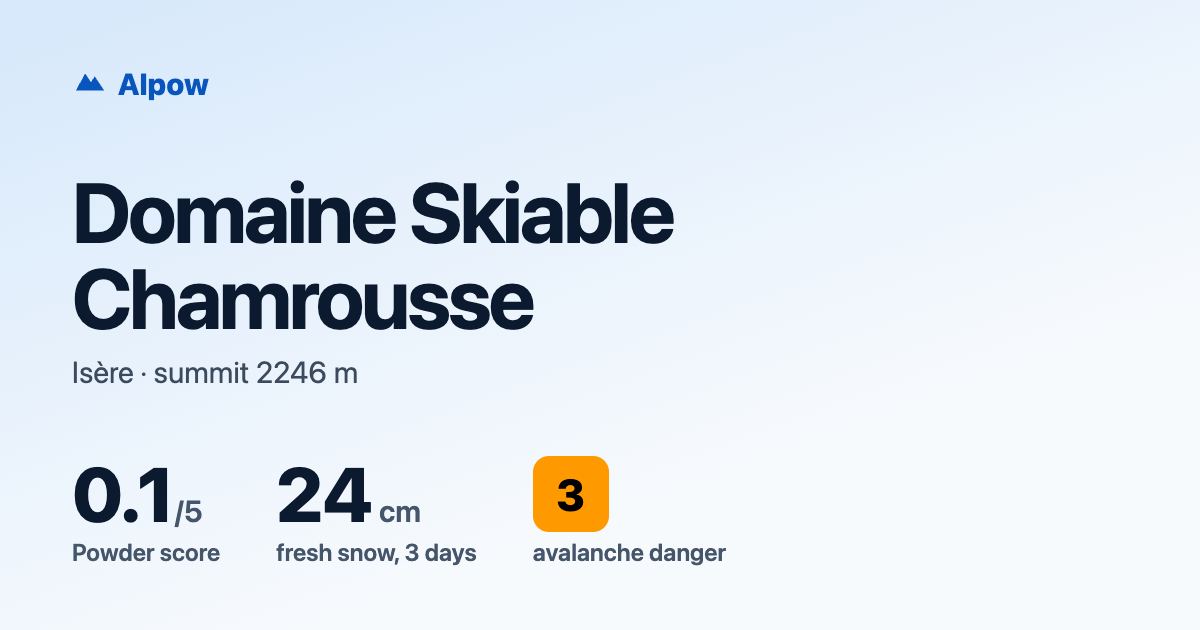 Alpow
Domaine Skiable
Chamrousse
Isère · summit 2246 m
0.1/5
24 cm
3
Powder score
fresh snow, 3 days
avalanche danger